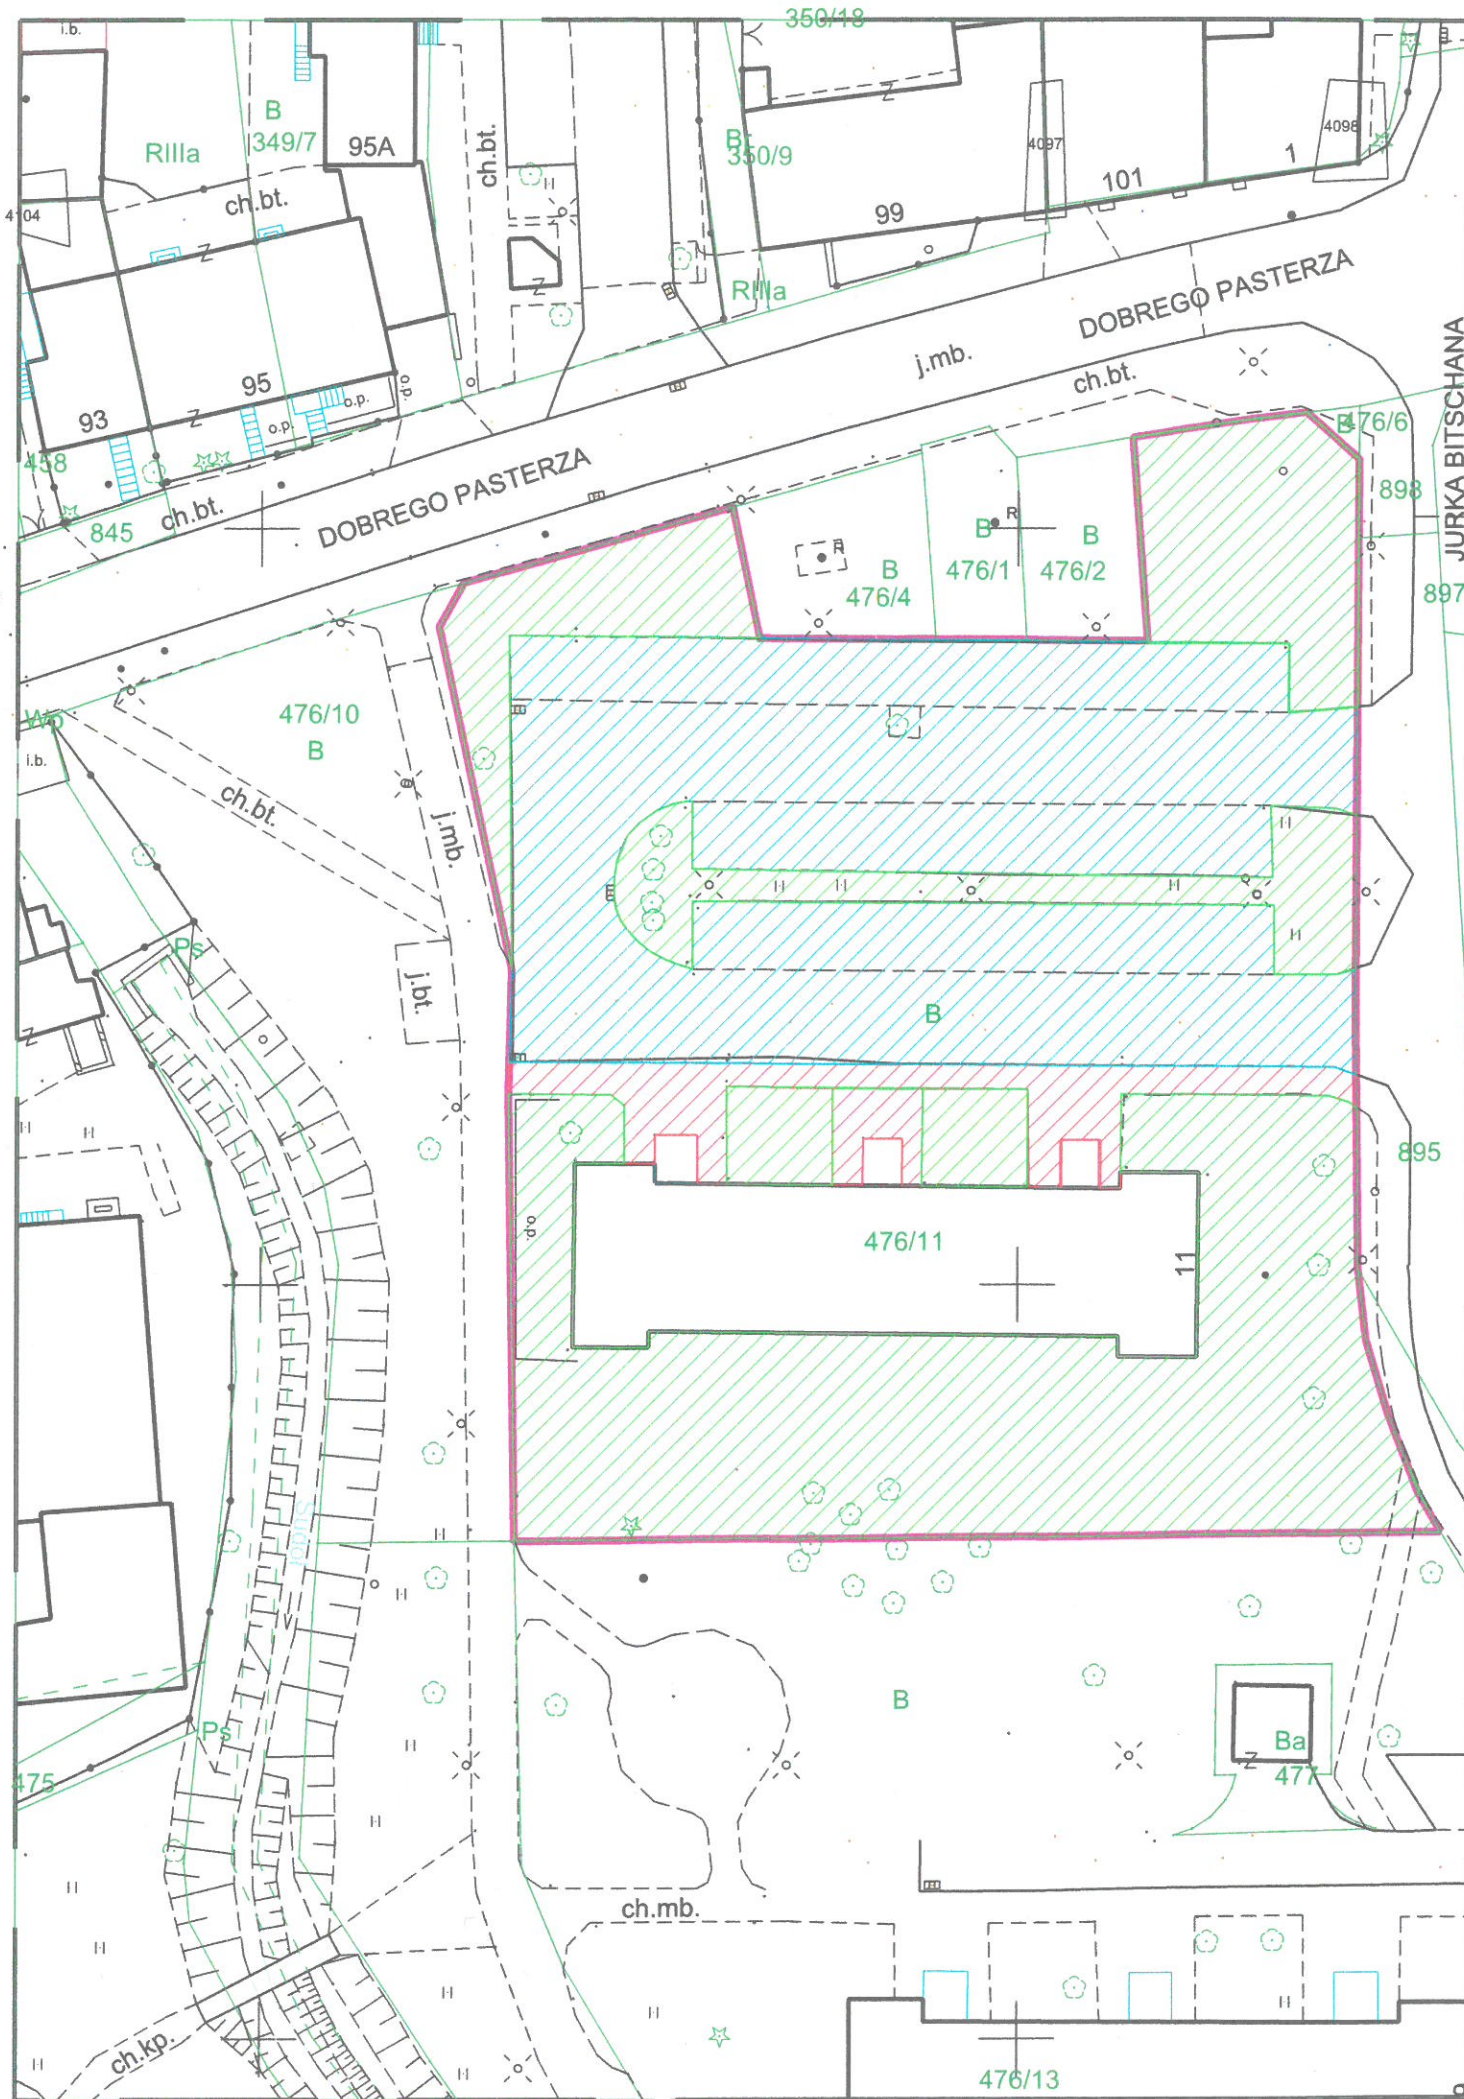 350/18
i.b.
B
349/7
RIIIa
95A
ch.bt.
Br
350/9
4097
4098
101
1
99
ch.bt.
4104
Z
Z
Z
RIIIa
DOBREGO PASTERZA
JURKA BITSCHANA
j.mb.
ch.bt.
95
93
Z
o.p.
o.p.
o.p.
B
476/6
458
898
845
ch.bt.
DOBREGO PASTERZA
R
B
B
R
B
476/1
476/2
476/4
897
Wp
476/10
B
i.b.
ch.bt.
j.mb.
Ps
j.bt.
B
Z
895
o.p.
476/11
11
B
Ps
Ba
Z
477
475
ch.mb.
ch.kp.
476/13